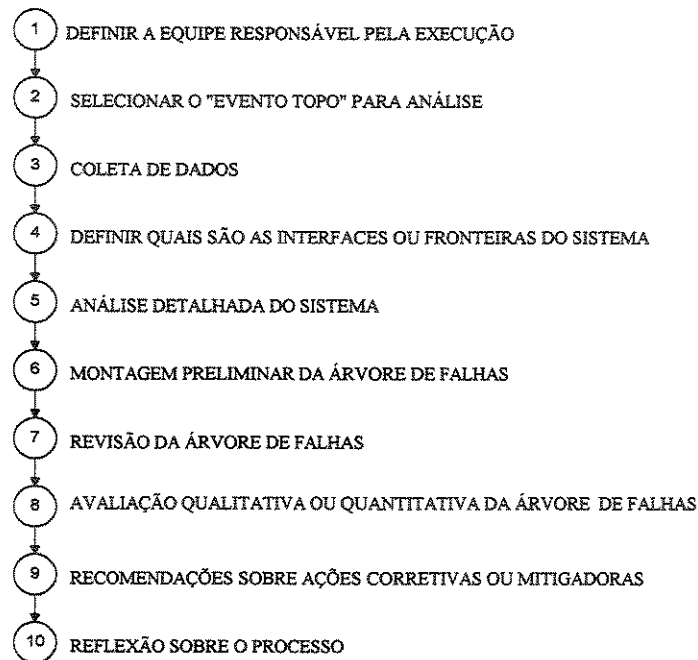 1 DEFINIR A EQUIPE RESPONSÁVEL PELA EXECUÇÃO
2 SELECIONAR O "EVENTO TOPO" PARA ANÁLISE
3 COLETA DE DADOS
4 DEFINIR QUAIS SÃO AS INTERFACES OU FRONTEIRAS DO SISTEMA
5 ANÁLISE DETALHADA DO SISTEMA
6 MONTAGEM PRELIMINAR DA ÁRVORE DE FALHAS
7 REVISÃO DA ÁRVORE DE FALHAS
8 AVALIAÇÃO QUALITATIVA OU QUANTITATIVA DA ÁRVORE DE FALHAS
9 RECOMENDAÇÕES SOBRE AÇÕES CORRETIVAS OU MITIGADORAS
10 REFLEXÃO SOBRE O PROCESSO